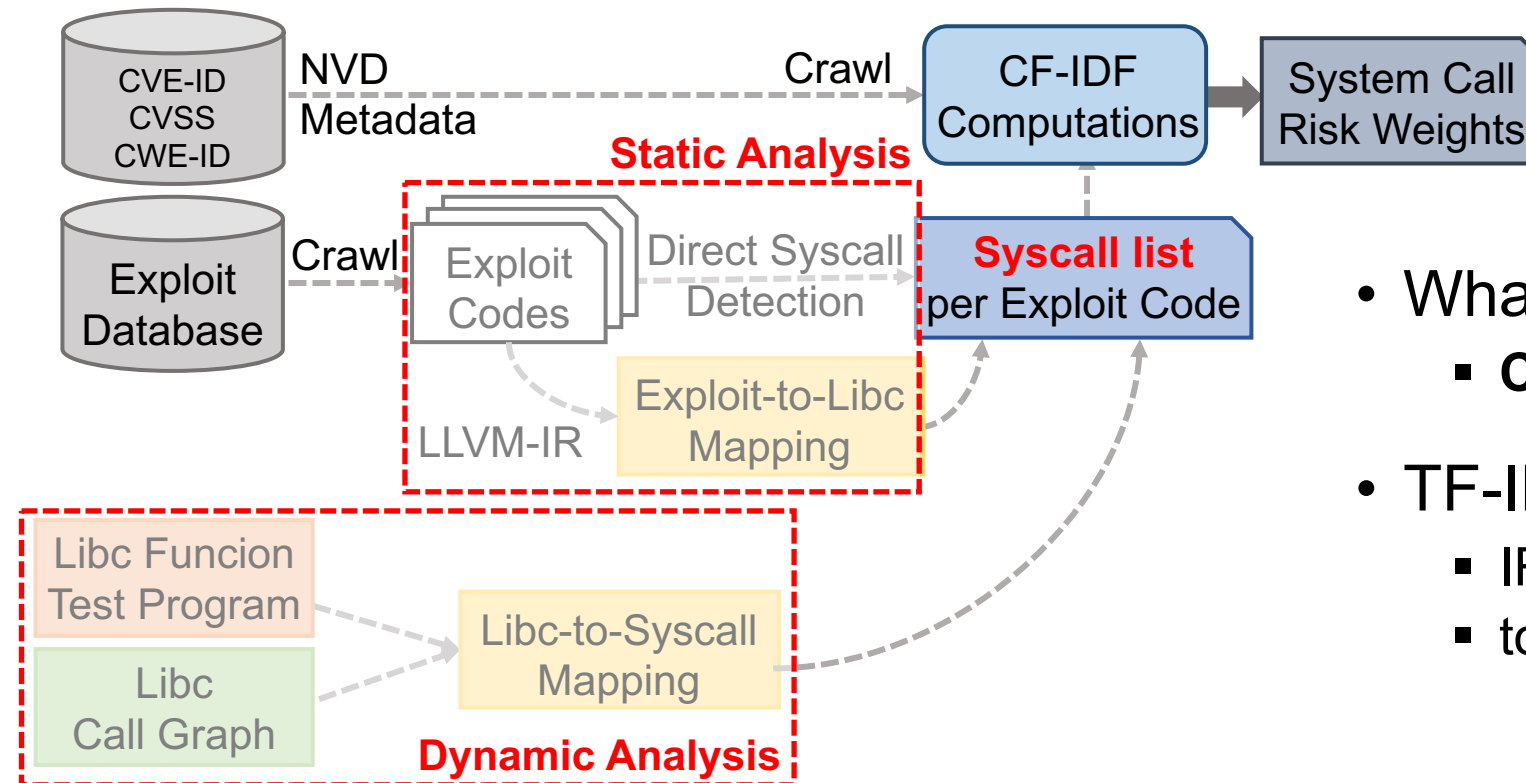 CVE-ID
CVSS
CWE-ID
NVD
Metadata
Crawl
CF-IDF
Computations
System Call
Risk Weights
Static Analysis
Exploit
Database
Crawl
Exploit
Codes
Direct Syscall
Detection
Syscall list
per Exploit Code
LLVM-IR
Exploit-to-Libc
Mapping
Libc Funcion
Test Program
Libc
Call Graph
Libc-to-Syscall
Mapping
Dynamic Analysis
•
▪
• 
▪
▪ to